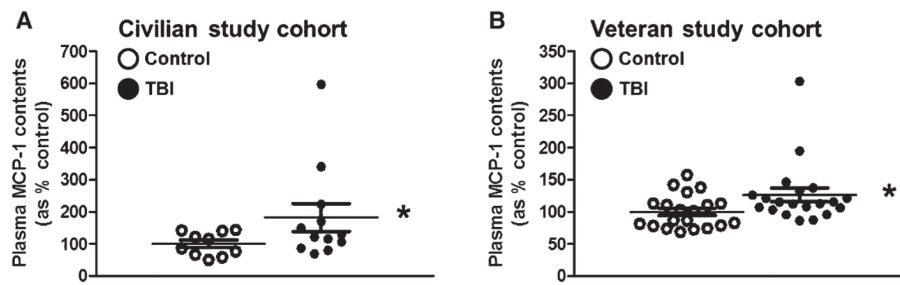 A
Civilian study cohort
Control
TBI
Plasma MCP-1 contents
(as % control)
700
600
500
400
300
200
100
0
*
B
Veteran study cohort
Control
TBI
Plasma MCP-1 contents
(as % control)
350
300
250
200
150
100
50
0
*